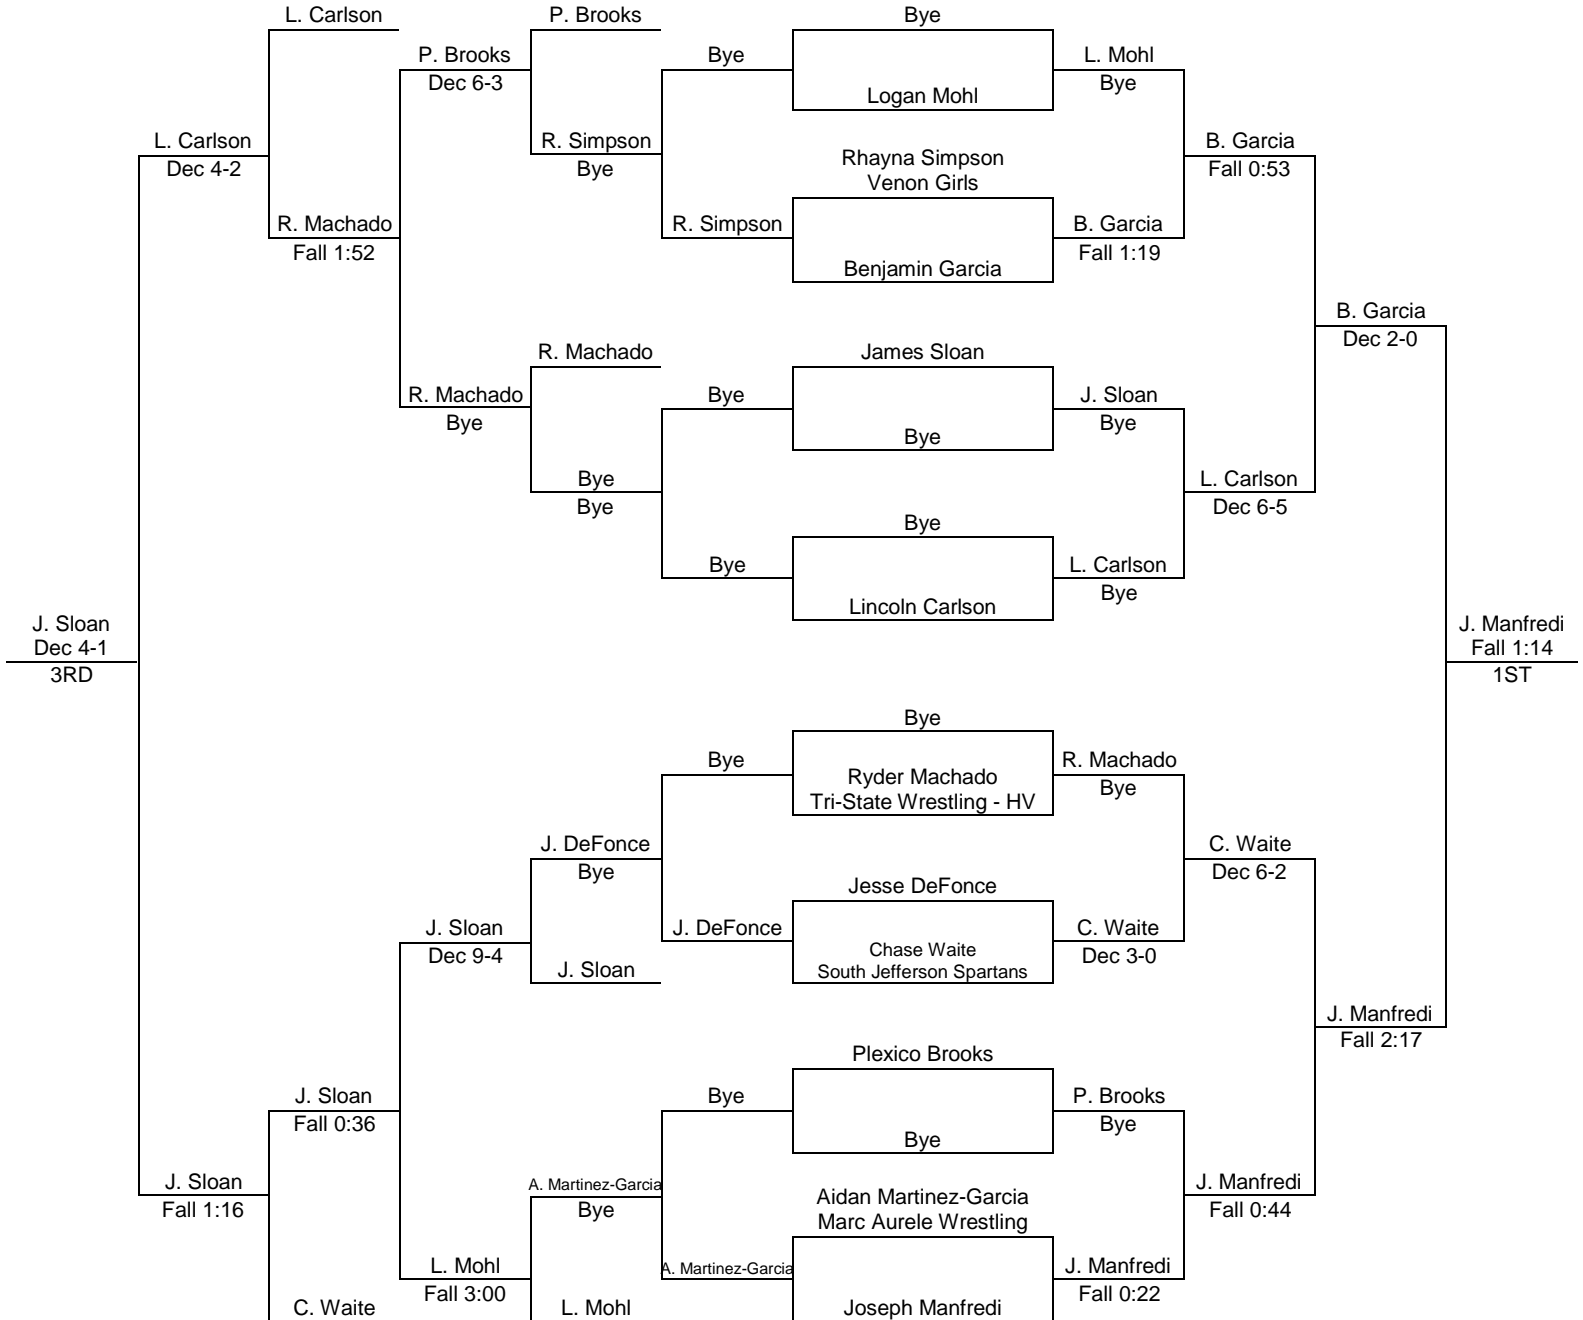 L. Carlson
P. Brooks
Bye
P. Brooks
Dec 6-3
Bye
L. Mohl
Bye
Logan Mohl
L. Carlson
Dec 4-2
R. Simpson
Bye
B. Garcia
Fall 0:53
Rhayna Simpson
Venon Girls
R. Machado
Fall 1:52
R. Simpson
B. Garcia
Fall 1:19
Benjamin Garcia
B. Garcia
Dec 2-0
R. Machado
James Sloan
R. Machado
Bye
Bye
J. Sloan
Bye
Bye
Bye
Bye
L. Carlson
Dec 6-5
Bye
Bye
L. Carlson
Bye
Lincoln Carlson
J. Sloan
Dec 4-1
3RD
J. Manfredi
Fall 1:14
1ST
Bye
Bye
R. Machado
Bye
Ryder Machado
Tri-State Wrestling - HV
J. DeFonce
Bye
C. Waite
Dec 6-2
Jesse DeFonce
J. Sloan
Dec 9-4
J. DeFonce
C. Waite
Dec 3-0
Chase Waite
South Jefferson Spartans
J. Sloan
J. Manfredi
Fall 2:17
Plexico Brooks
J. Sloan
Fall 0:36
Bye
P. Brooks
Bye
Bye
J. Sloan
Fall 1:16
A. Martinez-Garcia
Bye
J. Manfredi
Fall 0:44
Aidan Martinez-Garcia
Marc Aurele Wrestling
L. Mohl
Fall 3:00
A. Martinez-Garcia
J. Manfredi
Fall 0:22
C. Waite
L. Mohl
Joseph Manfredi